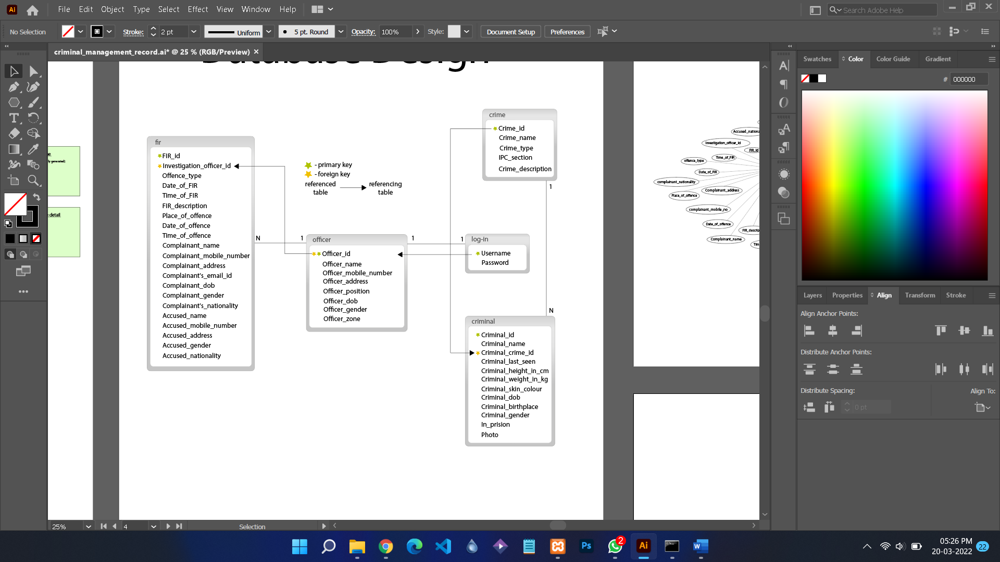 File Edit Object Type Select Effect View Window Help
Search Adobe Help
No Selection
Stroke: 2 pt
Uniform
5 pt. Round
Opacity: 100%
Style:
Document Setup
Preferences
criminal_management_record.ai* @ 25 % (RGB/Preview)
Database Design
fir
FIR_id
Investigation_officer_id
Offence_type
Date_of_FIR
Time_of_FIR
FIR_description
Place_of_offence
Date_of_offence
Time_of_offence
Complainant_name
Complainant_mobile_number
Complainant_address
Complainant's_email_id
Complainant_dob
Complainant_gender
Complainant's_nationality
Accused_name
Accused_mobile_number
Accused_address
Accused_gender
Accused_nationality
- primary key
- foreign key
referenced table
referencing table
N
1
officer
Officer_id
Officer_name
Officer_mobile_number
Officer_address
Officer_position
Officer_dob
Officer_gender
Officer_zone
1
1
log-in
Username
Password
crime
Crime_id
Crime_name
Crime_type
IPC_section
Crime_description
1
N
criminal
Criminal_id
Criminal_name
Criminal_crime_id
Criminal_last_seen
Criminal_height_in_cm
Criminal_weight_in_kg
Criminal_skin_colour
Criminal_dob
Criminal_birthplace
Criminal_gender
In_prision
Photo
detail
Accused_nationa
Investigation_officer_id
FIR_id
Time_of_FIR
offence_type
Date_of_FIR
complainant_nationality
Complainant_address
Place_of_offence
complainant_mobile_no
Date_of_offence
FIR_descrip
Complainant_name
Tim
Swatches
Color
Color Guide
Gradient
# 000000
Layers
Properties
Align
Transform
Stroke
Align Anchor Points:
Distribute Anchor Points:
Distribute Spacing:
Align To:
0 pt
25%
4
Selection
2
05:26 PM
20-03-2022
22